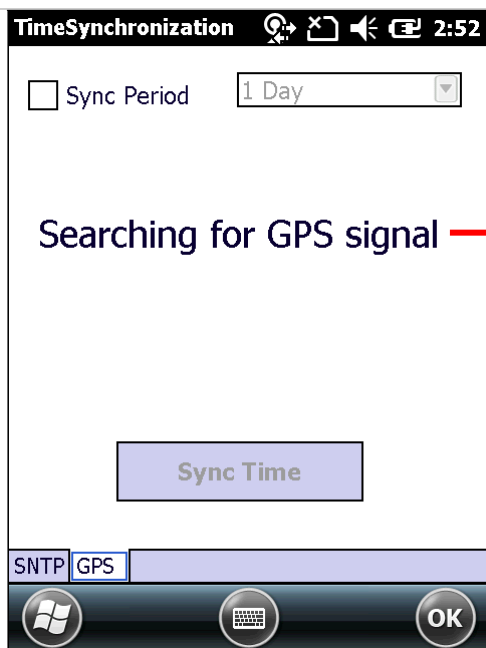 TimeSynchronization 2:52
Sync Period 1 Day
Searching for GPS signal
Sync Time
SNTP GPS
OK